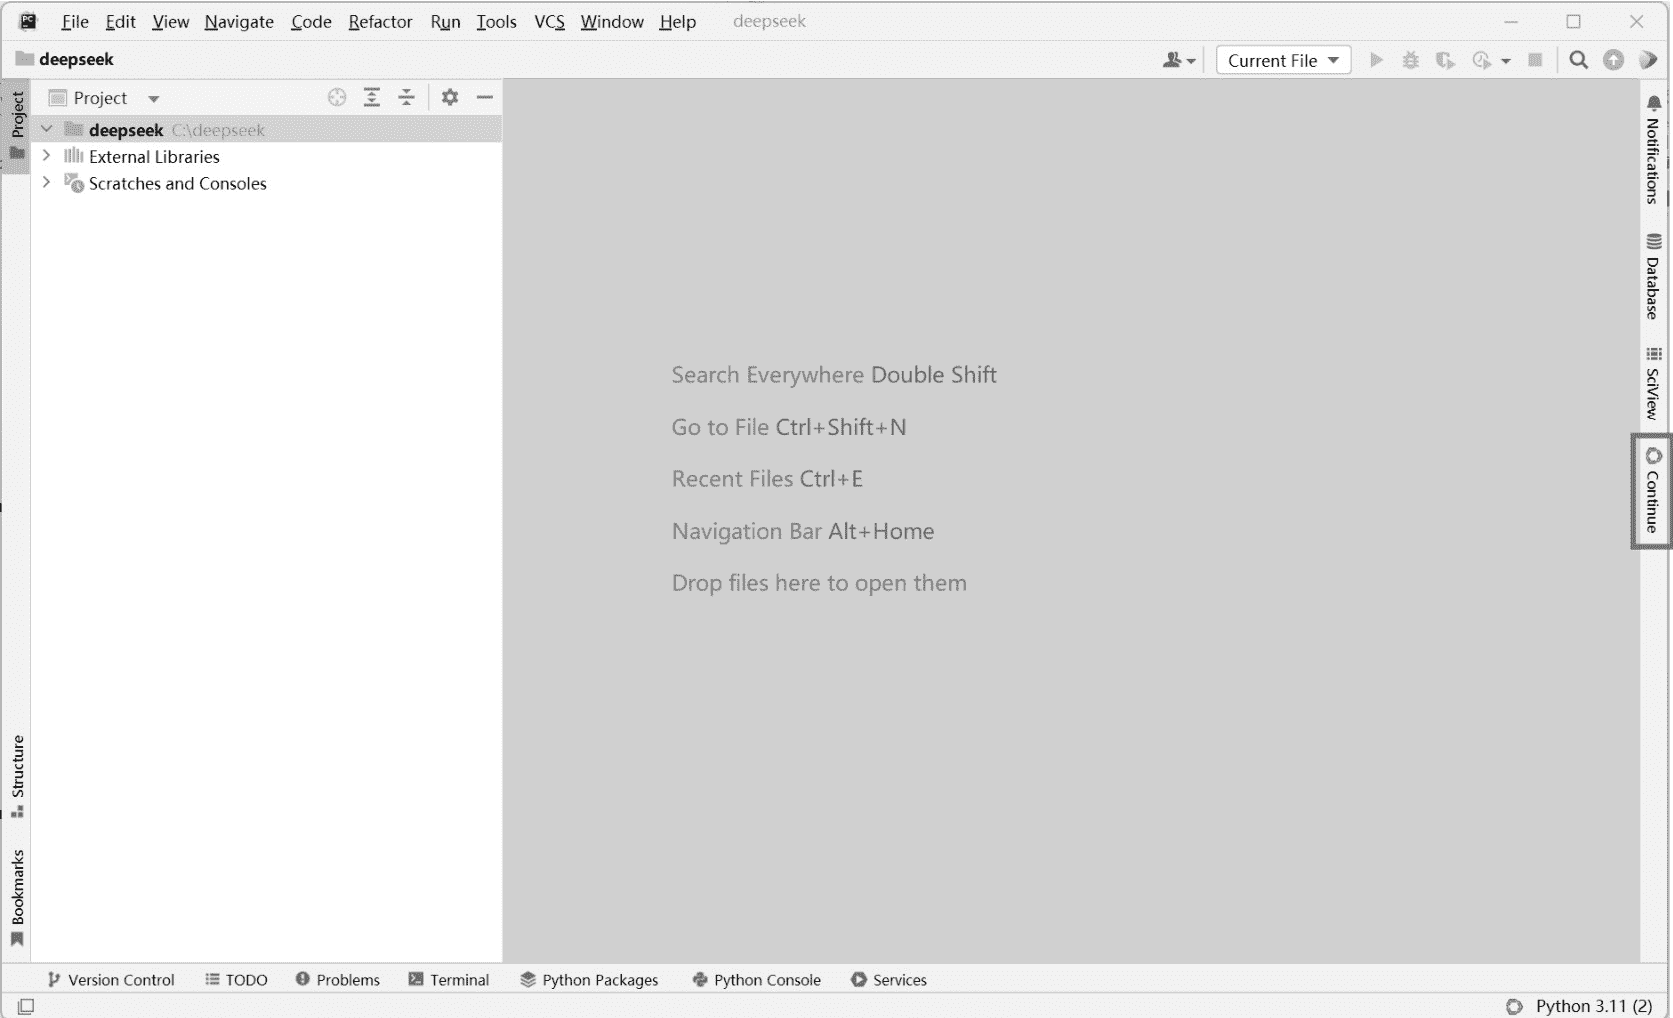 PC File Edit View Navigate Code Refactor Run Tools VCS Window Help deepseek
deepseek
Current File
Project
Project
deepseek C:\deepseek
External Libraries
Scratches and Consoles
Structure
Bookmarks
Search Everywhere Double Shift
Go to File Ctrl+Shift+N
Recent Files Ctrl+E
Navigation Bar Alt+Home
Drop files here to open them
Notifications
Database
SciView
Continue
Version Control TODO Problems Terminal Python Packages Python Console Services
Python 3.11 (2)